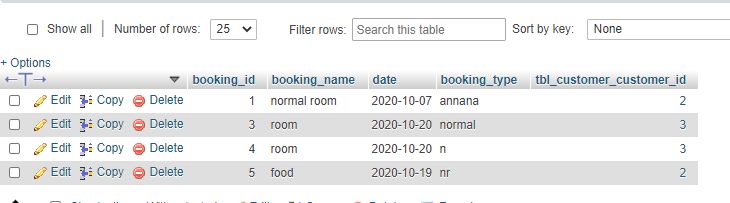 Show all Number of rows: 25 Filter rows: Search this table Sort by key: None
+ Options
←T→ booking_id booking_name date booking_type tbl_customer_customer_id
Edit Copy Delete 1 normal room 2020-10-07 annana 2
Edit Copy Delete 3 room 2020-10-20 normal 3
Edit Copy Delete 4 room 2020-10-20 n 3
Edit Copy Delete 5 food 2020-10-19 nr 2